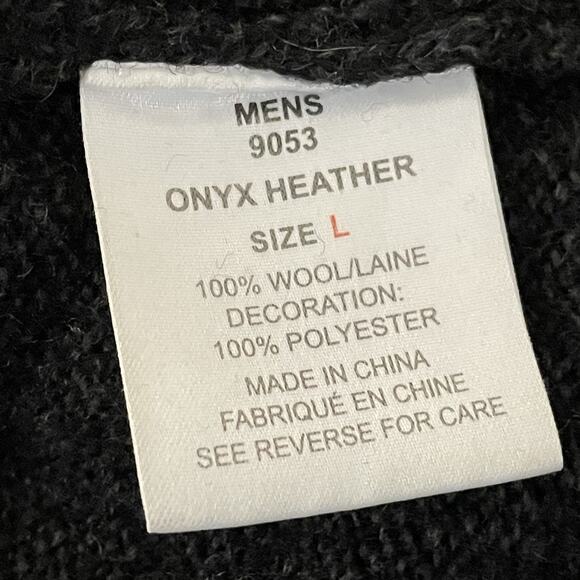 MENS
9053
ONYX HEATHER
SIZE L
100% WOOL/LAINE
DECORATION:
100% POLYESTER
MADE IN CHINA
FABRIQUÉ EN CHINE
SEE REVERSE FOR CARE